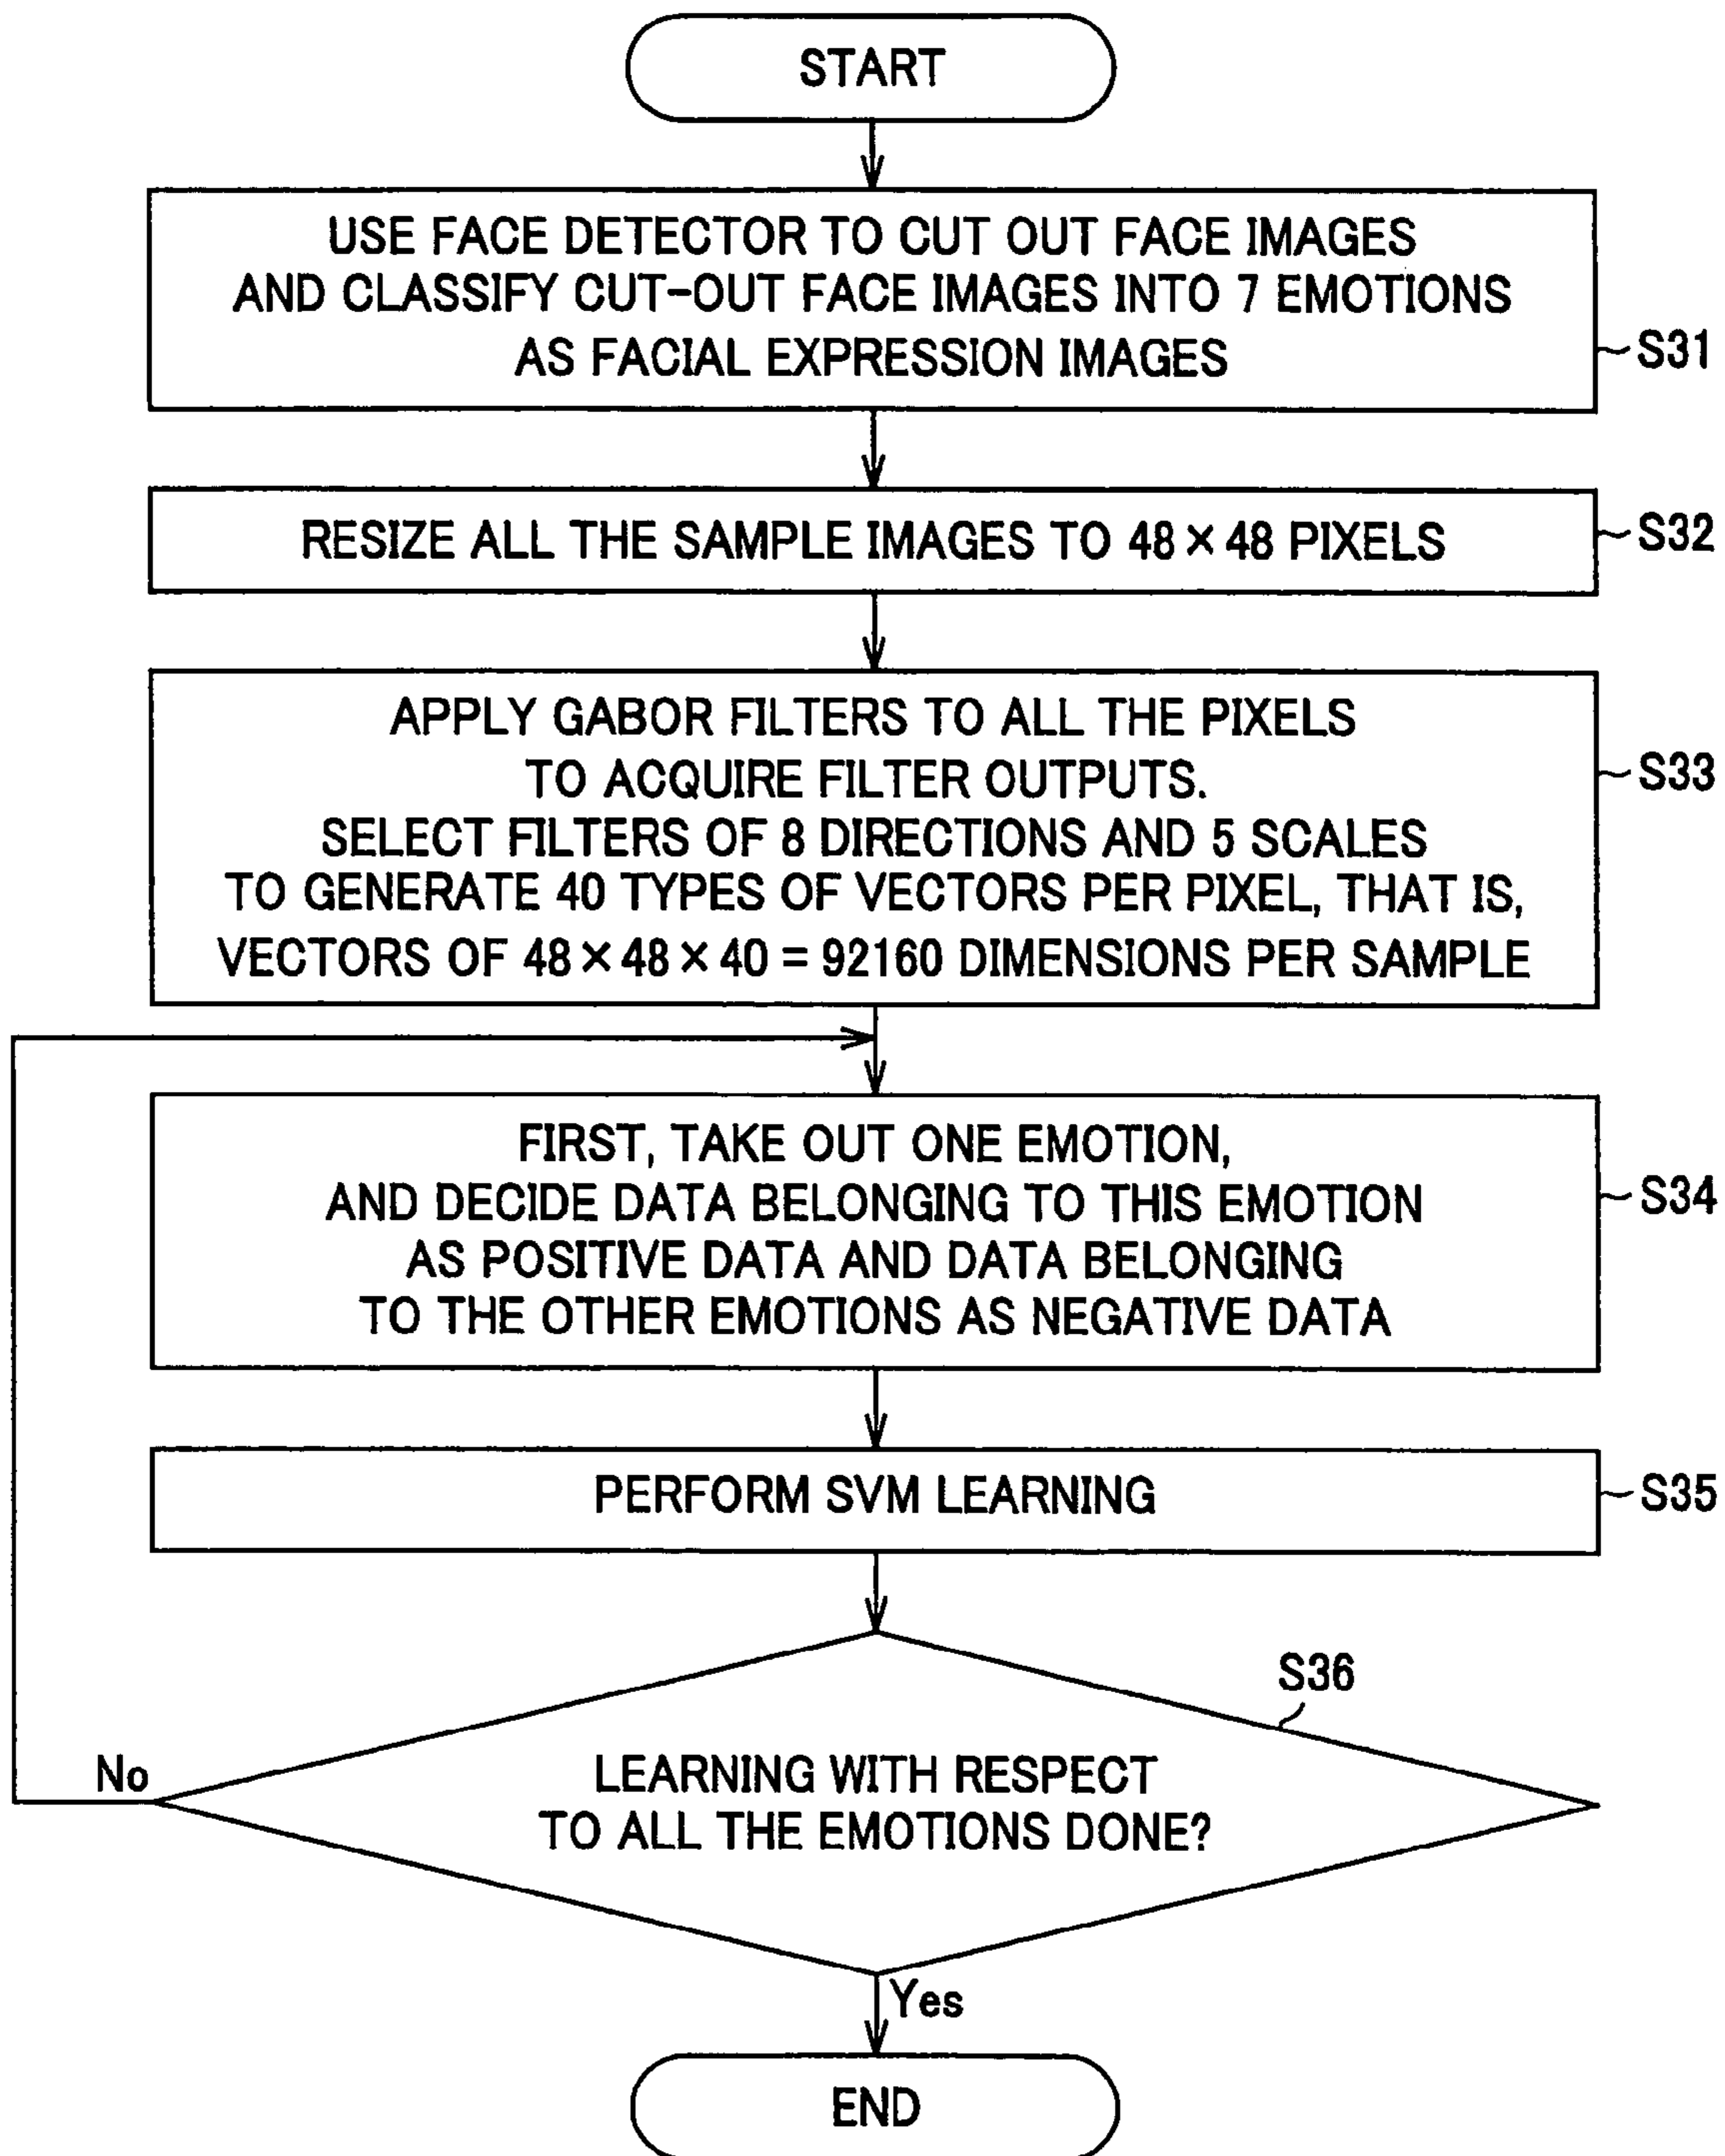 START
USE FACE DETECTOR TO CUT OUT FACE IMAGES
AND CLASSIFY CUT-OUT FACE IMAGES INTO 7 EMOTIONS
AS FACIAL EXPRESSION IMAGES
S31
RESIZE ALL THE SAMPLE IMAGES TO 48×48 PIXELS
S32
APPLY GABOR FILTERS TO ALL THE PIXELS
TO ACQUIRE FILTER OUTPUTS.
SELECT FILTERS OF 8 DIRECTIONS AND 5 SCALES
TO GENERATE 40 TYPES OF VECTORS PER PIXEL, THAT IS,
VECTORS OF 48×48×40 = 92160 DIMENSIONS PER SAMPLE
S33
FIRST, TAKE OUT ONE EMOTION,
AND DECIDE DATA BELONGING TO THIS EMOTION
AS POSITIVE DATA AND DATA BELONGING
TO THE OTHER EMOTIONS AS NEGATIVE DATA
S34
PERFORM SVM LEARNING
S35
S36
LEARNING WITH RESPECT
TO ALL THE EMOTIONS DONE?
No
Yes
END